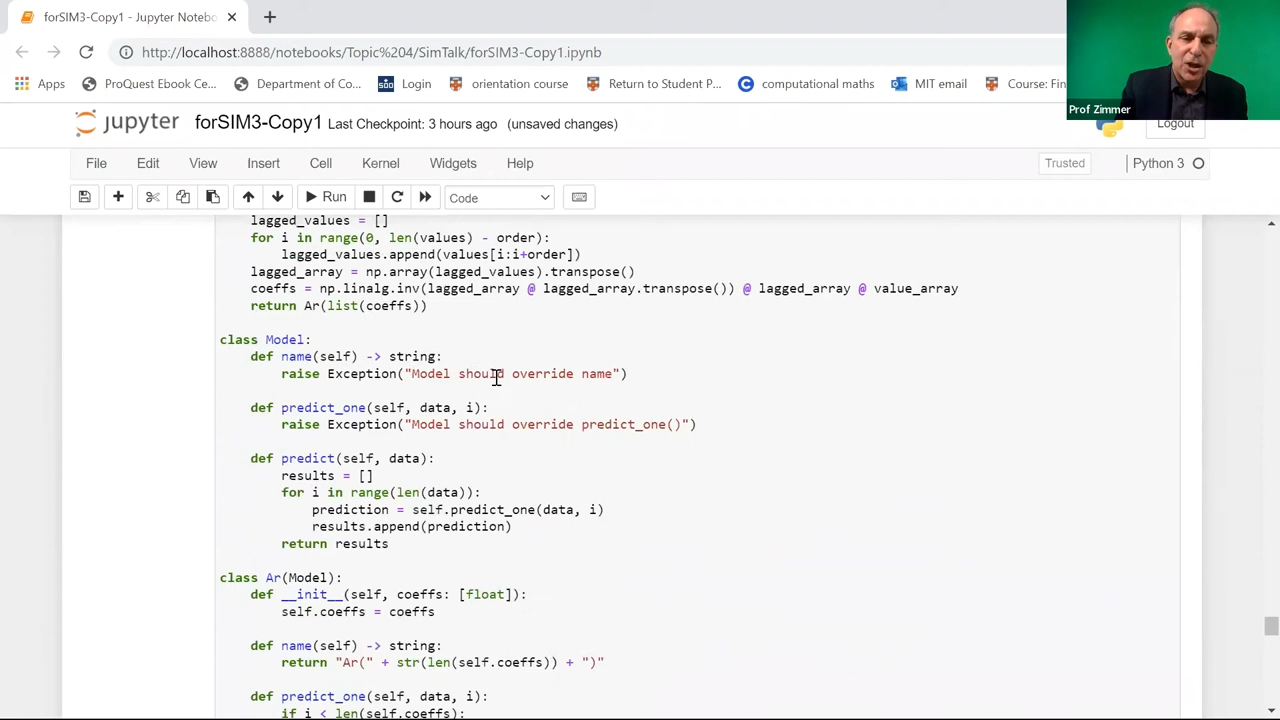 forSIM3-Copy1 - Jupyter Notebo
http://localhost:8888/notebooks/Topic%204/SimTalk/forSIM3-Copy1.ipynb
Apps ProQuest Ebook Ce... Department of Co... Login orientation course Return to Student P... computational maths MIT email Course: Fin
Prof Zimmer
jupyter forSIM3-Copy1 Last Checkpoint: 3 hours ago (unsaved changes) Logout
File Edit View Insert Cell Kernel Widgets Help Trusted Python 3
Run Code
lagged_values = []
for i in range(0, len(values) - order):
lagged_values.append(values[i:i+order])
lagged_array = np.array(lagged_values).transpose()
coeffs = np.linalg.inv(lagged_array @ lagged_array.transpose()) @ lagged_array @ value_array
return Ar(list(coeffs))
class Model:
def name(self) -> string:
raise Exception("Model should override name")
def predict_one(self, data, i):
raise Exception("Model should override predict_one()")
def predict(self, data):
results = []
for i in range(len(data)):
prediction = self.predict_one(data, i)
results.append(prediction)
return results
class Ar(Model):
def __init__(self, coeffs: [float]):
self.coeffs = coeffs
def name(self) -> string:
return "Ar(" + str(len(self.coeffs)) + ")"
def predict_one(self, data, i):
if i < len(self.coeffs):